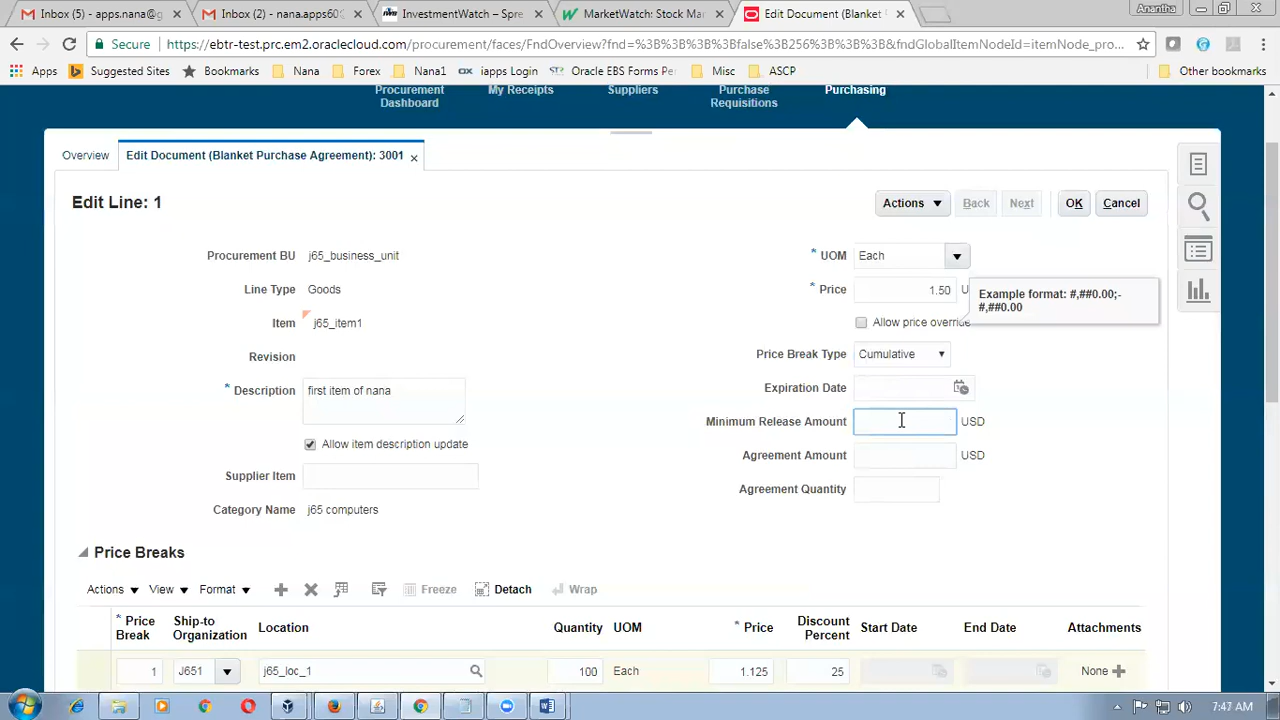 Inbox (5) - apps.nana@g
Inbox (2) - nana.apps60
InvestmentWatch – Spre
MarketWatch: Stock Mar
Edit Document (Blanket
Anantha
Secure
https://ebtr-test.prc.em2.oraclecloud.com/procurement/faces/FndOverview?fnd=%3B%3B%3B%3Bfalse%3B256%3B%3B%3B&fndGlobalItemNodeId=itemNode_pro...
Apps
Suggested Sites
Bookmarks
Nana
Forex
Nana1
iapps Login
Oracle EBS Forms Per
Misc
ASCP
Other bookmarks
Procurement
Dashboard
My Receipts
Suppliers
Purchase
Requisitions
Purchasing
Overview
Edit Document (Blanket Purchase Agreement): 3001
Edit Line: 1
Actions
Back
Next
OK
Cancel
Procurement BU j65_business_unit
Line Type Goods
Item j65_item1
Revision
* Description first item of nana
Allow item description update
Supplier Item
Category Name j65 computers
* UOM Each
* Price 1.50 U
Example format: #,##0.00;-
#,##0.00
Allow price override
Price Break Type Cumulative
Expiration Date
Minimum Release Amount USD
Agreement Amount USD
Agreement Quantity
Price Breaks
Actions View Format Freeze Detach Wrap
* Price
Break
Ship-to
Organization
Location
Quantity
UOM
* Price
Discount
Percent
Start Date
End Date
Attachments
1 J651 j65_loc_1 100 Each 1.125 25 None
7:47 AM